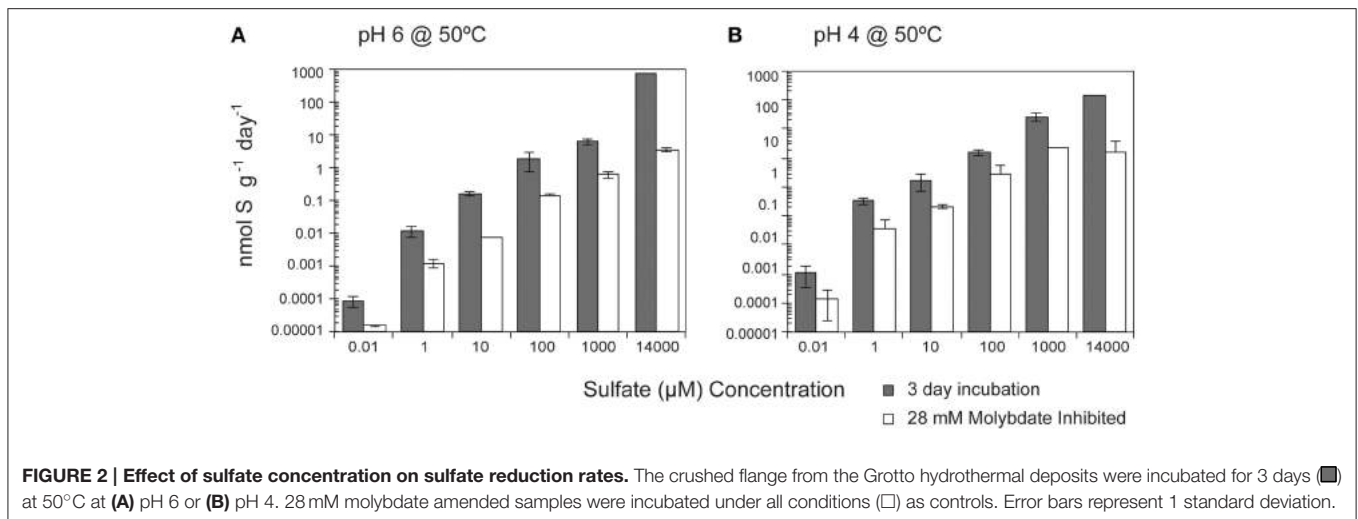 A pH 6 @ 50ºC
nmol S g⁻¹ day⁻¹
1000
100
10
1
0.1
0.01
0.001
0.0001
0.00001
0.01 1 10 100 1000 14000
B pH 4 @ 50ºC
1000
100
10
1
0.1
0.01
0.001
0.0001
0.00001
0.01 1 10 100 1000 14000
Sulfate (µM) Concentration
■ 3 day incubation
□ 28 mM Molybdate Inhibited
FIGURE 2 | Effect of sulfate concentration on sulfate reduction rates. The crushed flange from the Grotto hydrothermal deposits were incubated for 3 days (■)
at 50°C at (A) pH 6 or (B) pH 4. 28 mM molybdate amended samples were incubated under all conditions (□) as controls. Error bars represent 1 standard deviation.